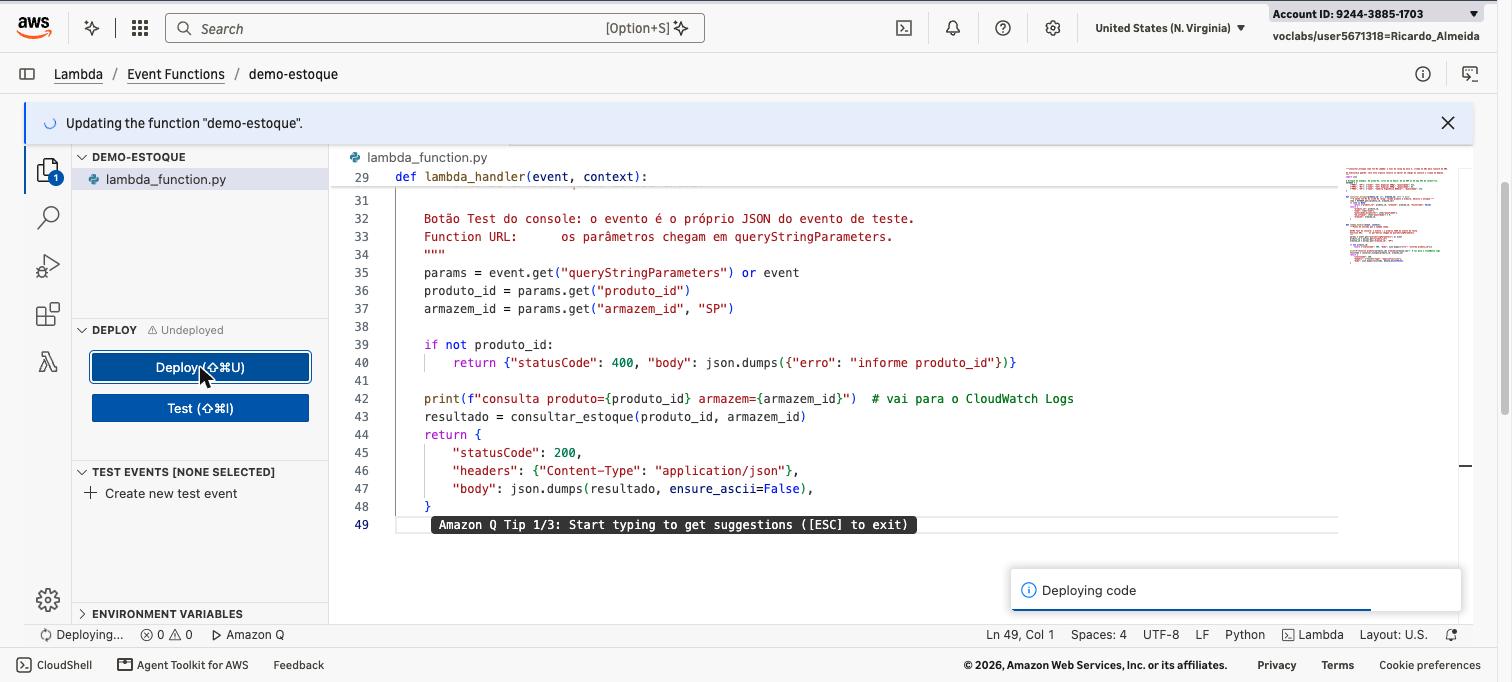 aws
Search
[Option+S]
United States (N. Virginia)
Account ID: 9244-3885-1703
voclabs/user5671318=Ricardo_Almeida
Lambda / Event Functions / demo-estoque
Updating the function "demo-estoque".
1
DEMO-ESTOQUE
lambda_function.py
DEPLOY Undeployed
Deploy (⇧⌘U)
Test (⇧⌘I)
TEST EVENTS [NONE SELECTED]
Create new test event
ENVIRONMENT VARIABLES
lambda_function.py
29 def lambda_handler(event, context):
31
32 Botão Test do console: o evento é o próprio JSON do evento de teste.
33 Function URL: os parâmetros chegam em queryStringParameters.
34 """
35 params = event.get("queryStringParameters") or event
36 produto_id = params.get("produto_id")
37 armazem_id = params.get("armazem_id", "SP")
38
39 if not produto_id:
40 return {"statusCode": 400, "body": json.dumps({"erro": "informe produto_id"})}
41
42 print(f"consulta produto={produto_id} armazem={armazem_id}") # vai para o CloudWatch Logs
43 resultado = consultar_estoque(produto_id, armazem_id)
44 return {
45 "statusCode": 200,
46 "headers": {"Content-Type": "application/json"},
47 "body": json.dumps(resultado, ensure_ascii=False),
48 }
49 Amazon Q Tip 1/3: Start typing to get suggestions ([ESC] to exit)
Deploying code
Deploying... 0 0 Amazon Q
Ln 49, Col 1 Spaces: 4 UTF-8 LF Python Lambda Layout: U.S.
CloudShell Agent Toolkit for AWS Feedback
© 2026, Amazon Web Services, Inc. or its affiliates. Privacy Terms Cookie preferences